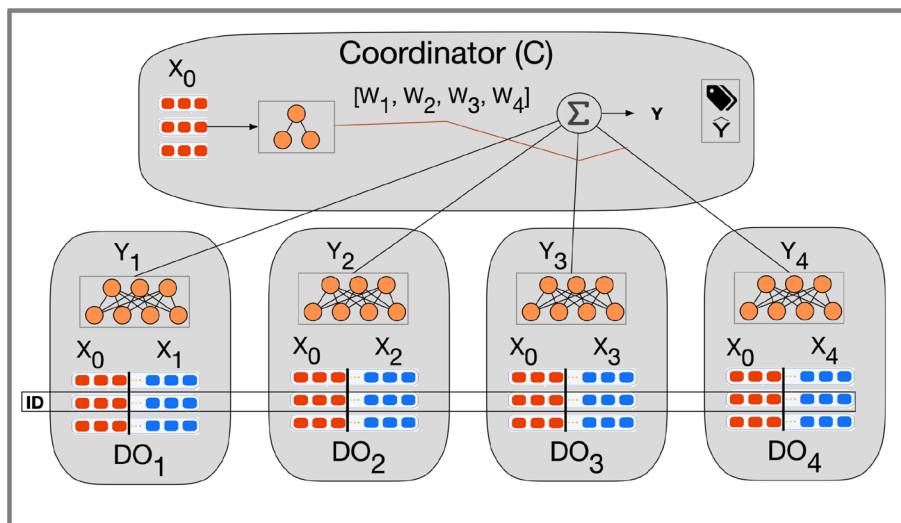 Coordinator (C)
X₀
[W₁, W₂, W₃, W₄]
Σ
Y
Ŷ
Y₁
Y₂
Y₃
Y₄
X₀ X₁
X₀ X₂
X₀ X₃
X₀ X₄
ID
DO₁
DO₂
DO₃
DO₄